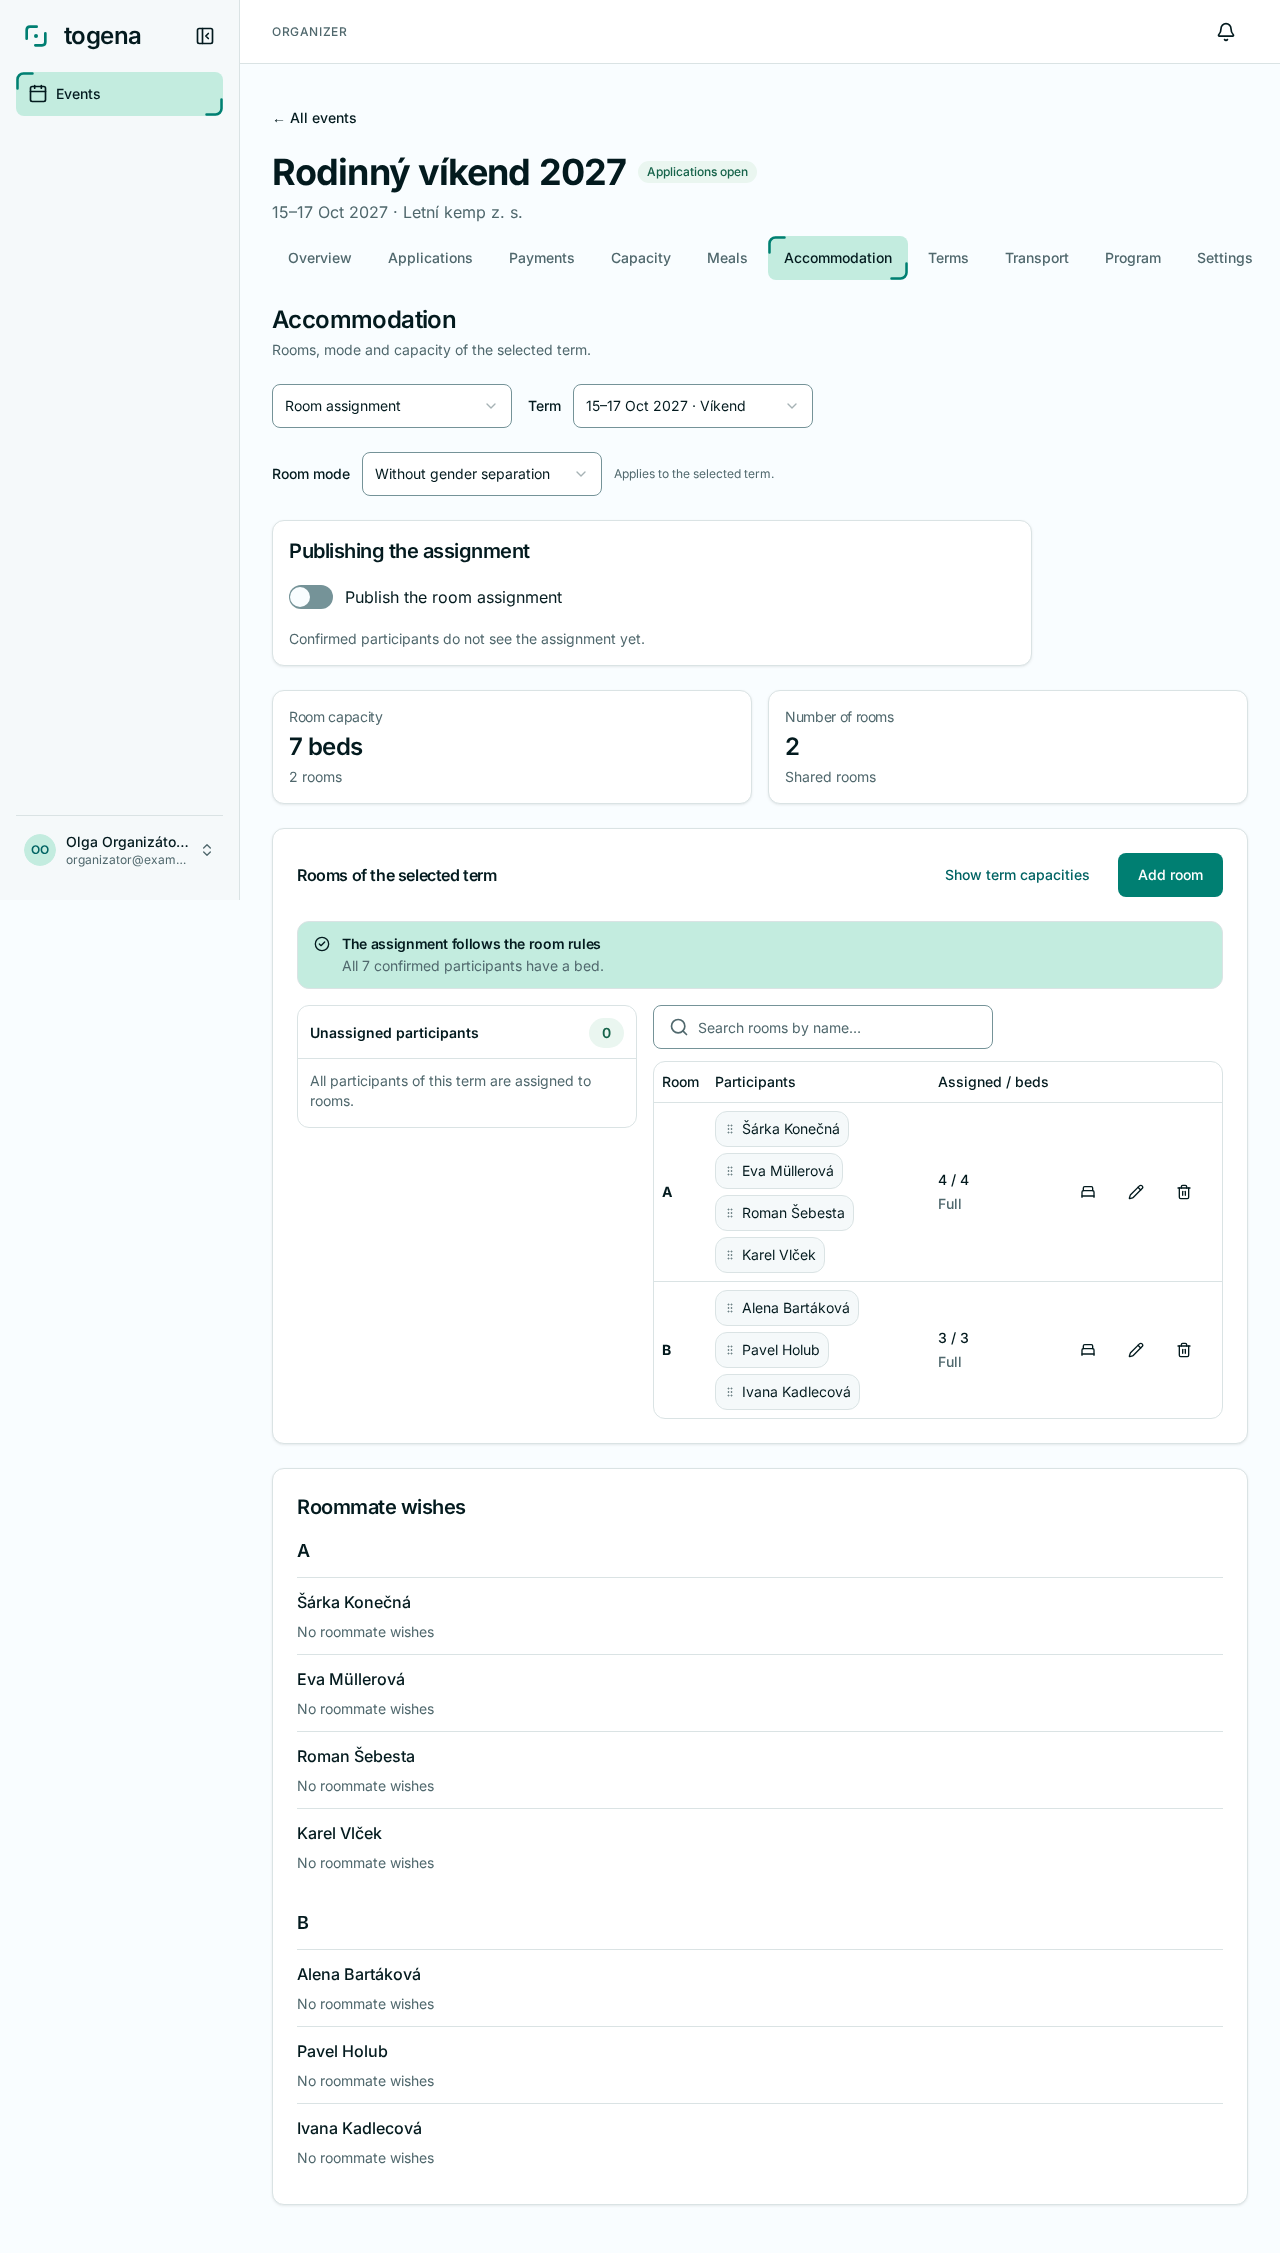 togena
ORGANIZER
Events
← All events
Rodinný víkend 2027
Applications open
15–17 Oct 2027 · Letní kemp z. s.
Overview
Applications
Payments
Capacity
Meals
Accommodation
Terms
Transport
Program
Settings
Accommodation
Rooms, mode and capacity of the selected term.
Room assignment
Term
15–17 Oct 2027 · Víkend
Room mode
Without gender separation
Applies to the selected term.
Publishing the assignment
Publish the room assignment
Confirmed participants do not see the assignment yet.
Room capacity
7 beds
2 rooms
Number of rooms
2
Shared rooms
OO
Olga Organizáto...
organizator@exam...
Rooms of the selected term
Show term capacities
Add room
The assignment follows the room rules
All 7 confirmed participants have a bed.
Unassigned participants
0
All participants of this term are assigned to
rooms.
Search rooms by name...
Room
Participants
Assigned / beds
A
Šárka Konečná
Eva Müllerová
Roman Šebesta
Karel Vlček
4 / 4
Full
B
Alena Bartáková
Pavel Holub
Ivana Kadlecová
3 / 3
Full
Roommate wishes
A
Šárka Konečná
No roommate wishes
Eva Müllerová
No roommate wishes
Roman Šebesta
No roommate wishes
Karel Vlček
No roommate wishes
B
Alena Bartáková
No roommate wishes
Pavel Holub
No roommate wishes
Ivana Kadlecová
No roommate wishes